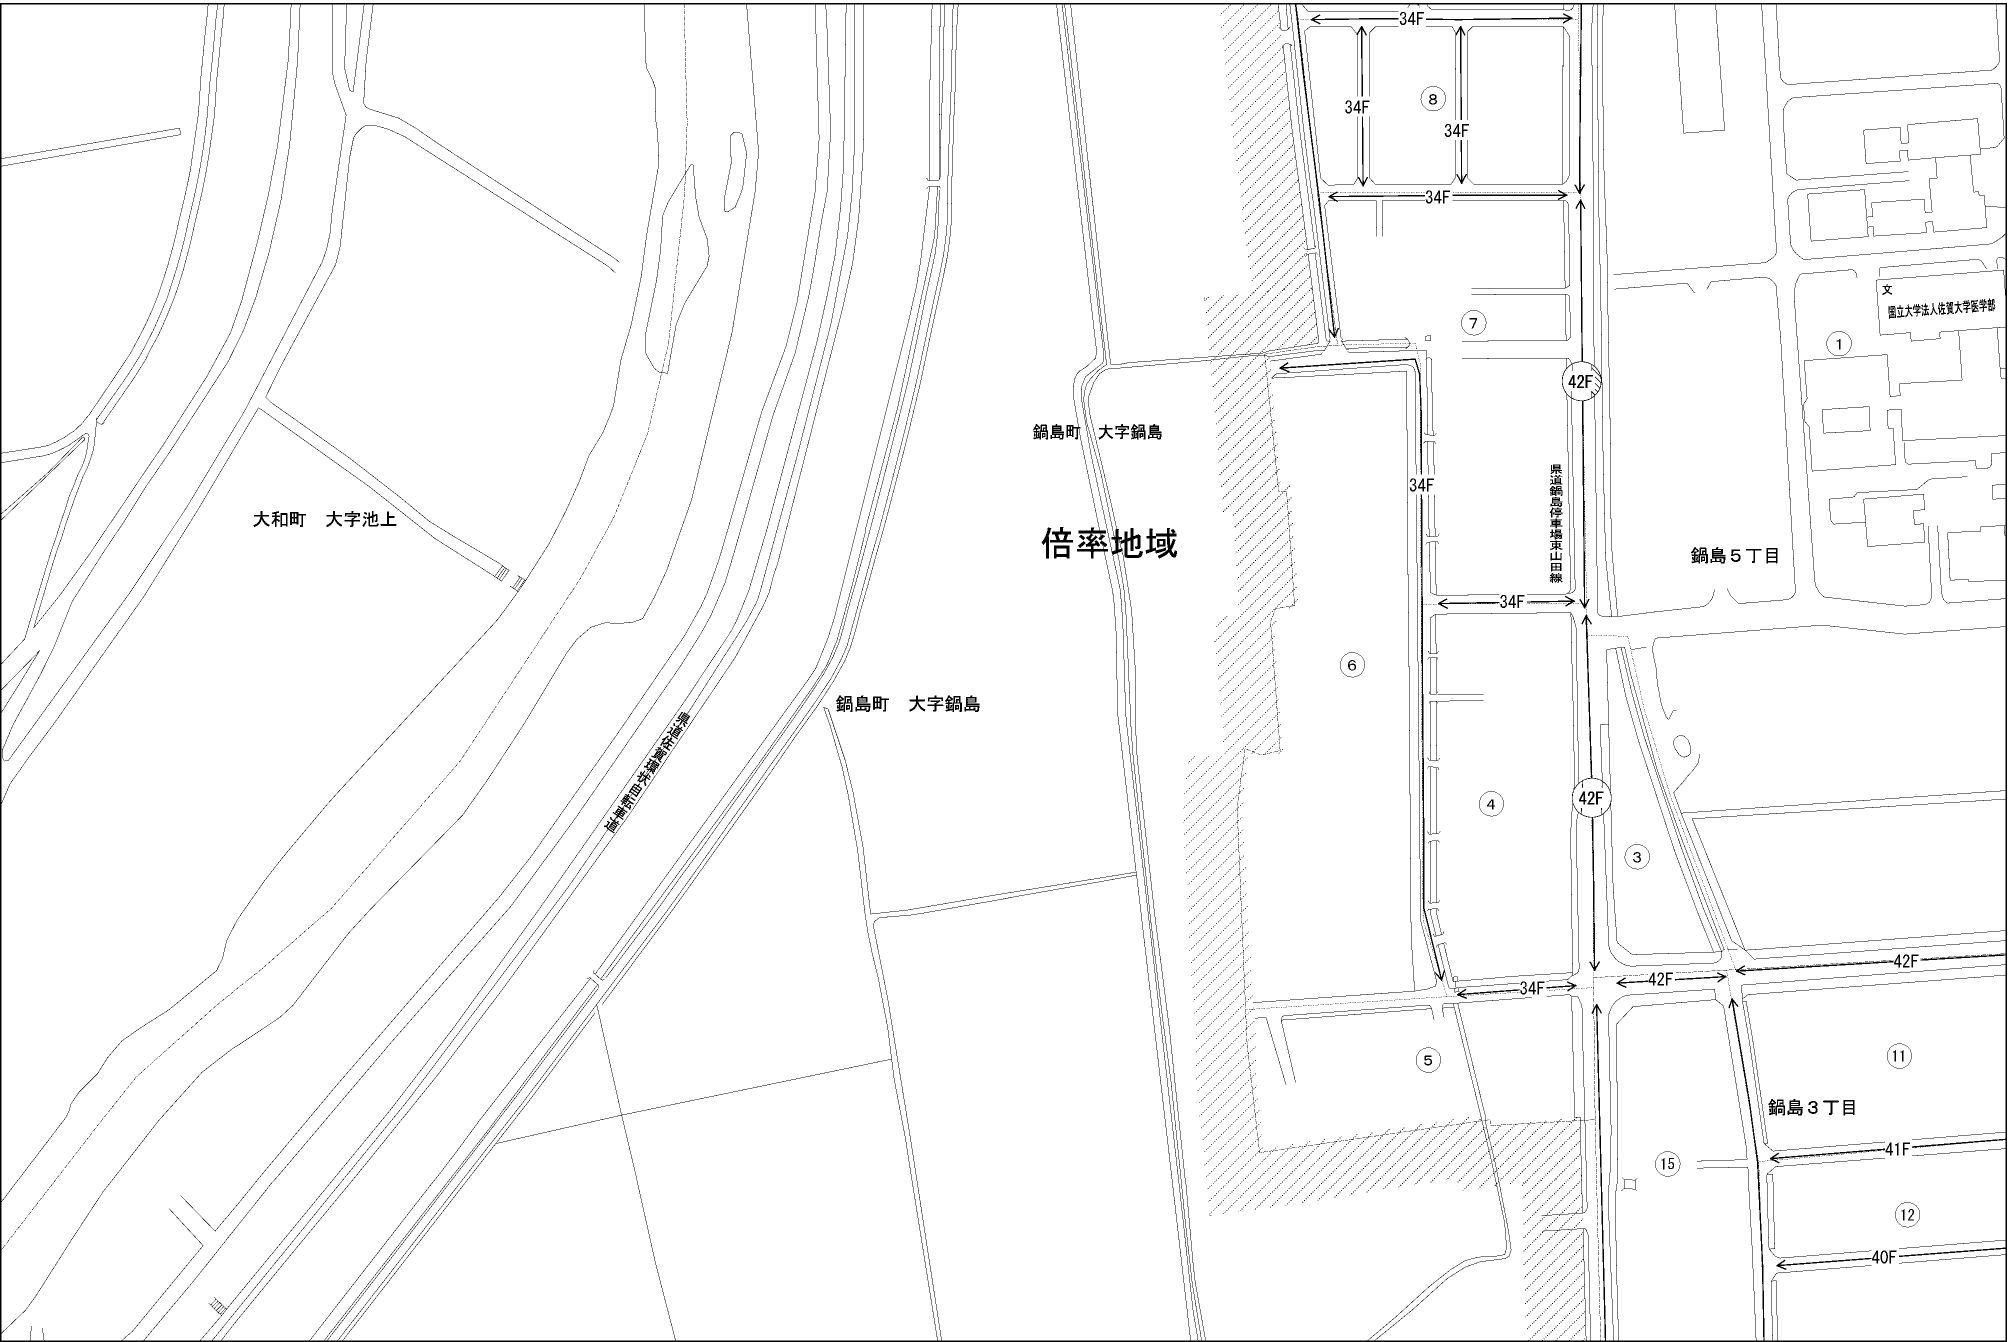 34F
34F
⑧
34F
34F
文
国立大学法人佐賀大学医学部
⑦
①
42F
鍋島町　大字鍋島
県道鍋島停車場東山田線
34F
大和町　大字池上
倍率地域
鍋島5丁目
34F
⑥
鍋島町　大字鍋島
県道佐賀環状自転車道
42F
④
③
42F
42F
34F
⑤
⑪
鍋島3丁目
41F
⑮
⑫
40F